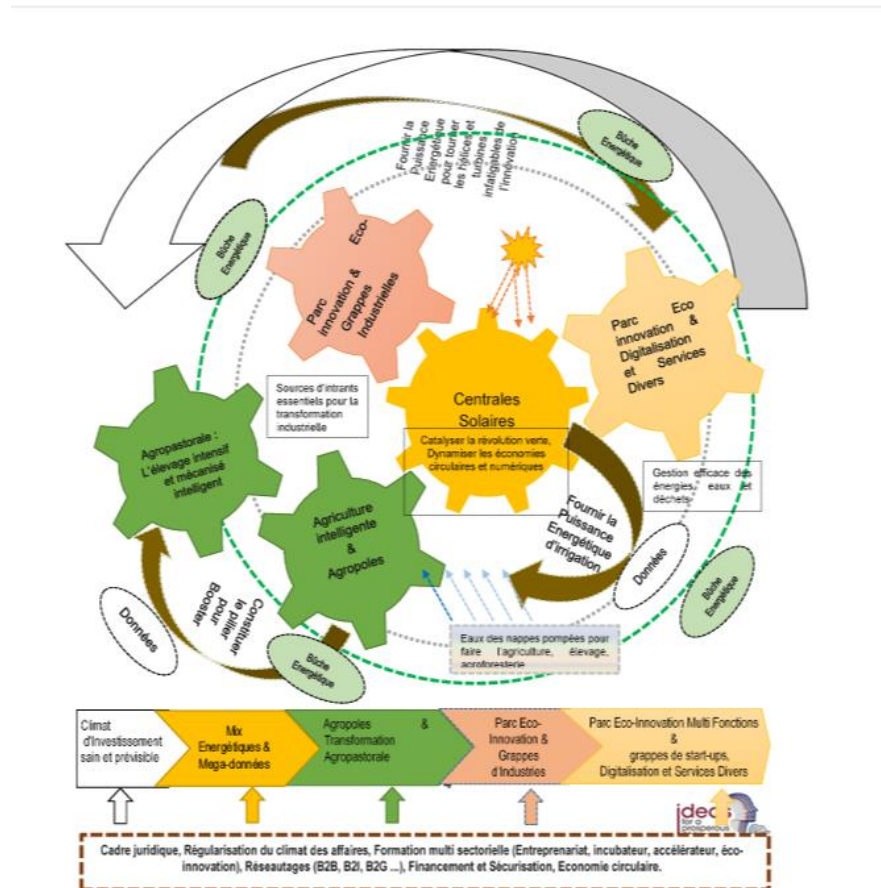 Fournir la
Puissance
Energétique
pour tourner
les hélices et
turbines
infatigables de
l'innévation
Bûche
Energétique
Bûche
Energétique
Parc Eco-
innovation &
Grappes
Industrielles
Parc Eco
innovation &
Digitalisation
et Services
Divers
Centrales
Solaires
Catalyser la révolution verte,
Dynamiser les économies
circulaires et numériques
Sources d'intrants
essentiels pour la
transformation
industrielle
Agropastorale :
L'élevage intensif
et mécanisé
intelligent
Agriculture
intelligente
&
Agropoles
Gestion efficace des
énergies, eaux et
déchets
Fournir la
Puissance
Energétique
d'irrigation
Données
Bûche
Energétique
Constituer
le pilier
pour
Booster
Données
Bûche
Energétique
Eaux des nappes pompées pour
faire l'agriculture, élevage,
agroforesterie
Climat
d'Investissement
sain et prévisible
Mix
Energétiques &
Mega-données
Agropoles &
Transformation
Agropastorale
Parc Eco-
Innovation &
Grappes
d'Industries
Parc Eco-Innovation Multi Fonctions
&
grappes de start-ups,
Digitalisation et Services Divers
ideas
for a
prosperous
Cadre juridique, Régularisation du climat des affaires, Formation multi sectorielle (Entreprenariat, incubateur, accélérateur, éco-
innovation), Réseautages (B2B, B2I, B2G ...), Financement et Sécurisation, Economie circulaire.